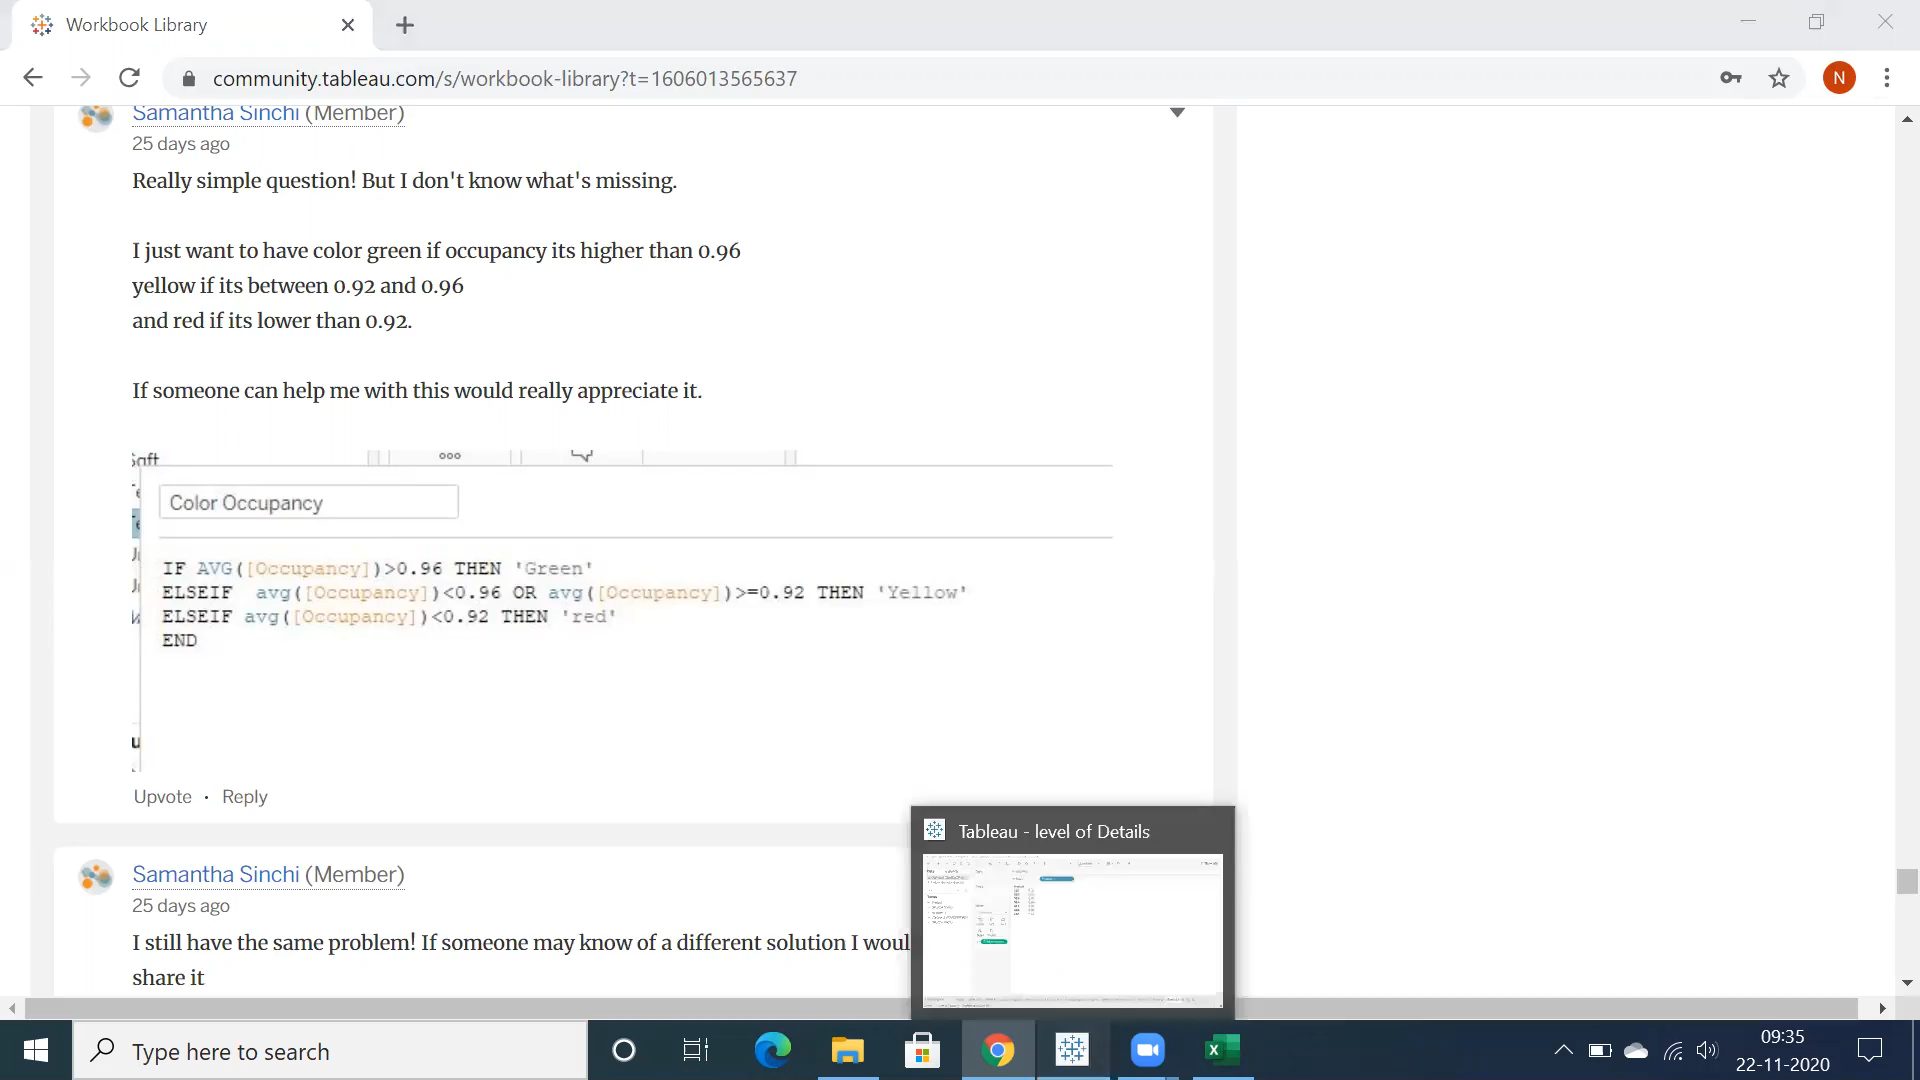 Workbook Library
community.tableau.com/s/workbook-library?t=1606013565637
N
Samantha Sinchi (Member)
25 days ago
Really simple question! But I don't know what's missing.
I just want to have color green if occupancy its higher than 0.96
yellow if its between 0.92 and 0.96
and red if its lower than 0.92.
If someone can help me with this would really appreciate it.
Color Occupancy
IF AVG([Occupancy])>0.96 THEN 'Green'
ELSEIF avg([Occupancy])<0.96 OR avg([Occupancy])>=0.92 THEN 'Yellow'
ELSEIF avg([Occupancy])<0.92 THEN 'red'
END
Upvote · Reply
Tableau - level of Details
Samantha Sinchi (Member)
25 days ago
I still have the same problem! If someone may know of a different solution I
share it
Type here to search
09:35
22-11-2020